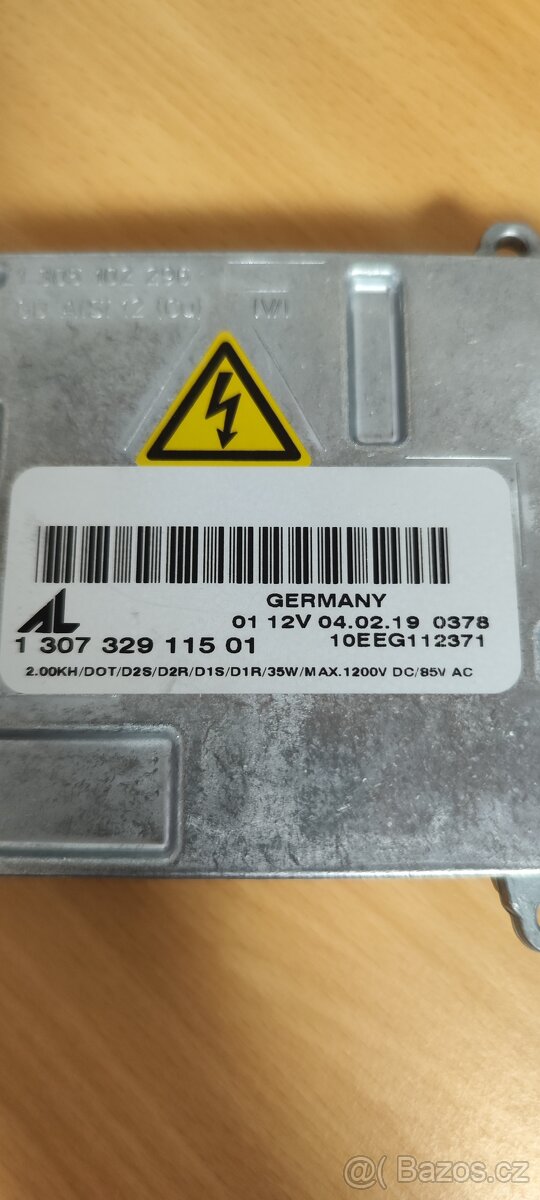 GERMANY
AL
01 12V 04.02.19 0378
1 307 329 115 01
10EEG112371
2.00KH/DOT/D2S/D2R/D1S/D1R/35W/MAX.1200V DC/85V AC
Bazos.cz